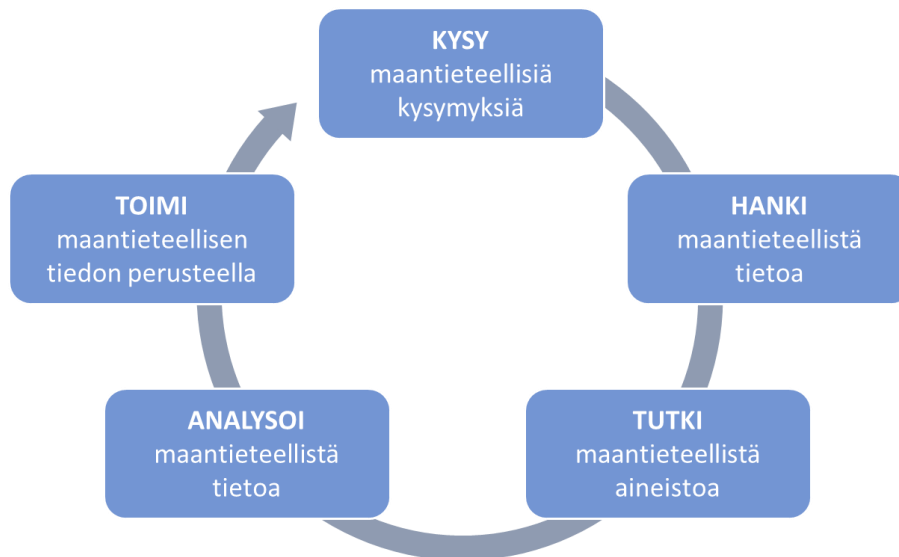 KYSY
maantieteellisiä
kysymyksiä
HANKI
maantieteellistä
tietoa
TUTKI
maantieteellistä
aineistoa
ANALYSOI
maantieteellistä
tietoa
TOIMI
maantieteellisen
tiedon perusteella